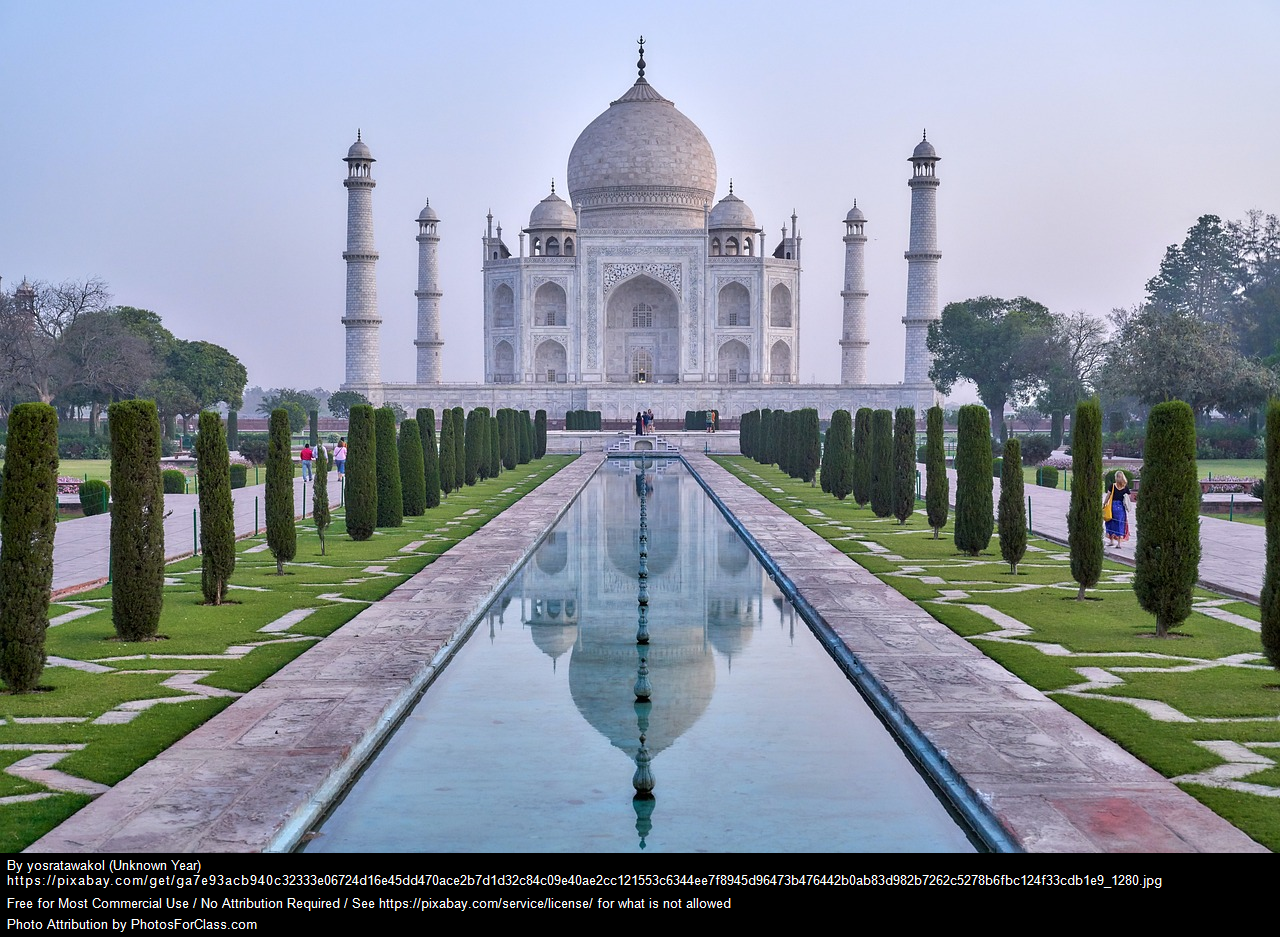 By yosratawakol (Unknown Year)
https://pixabay.com/get/ga7e93acb940c32333e06724d16e45dd470ace2b7d1d32c84c09e40ae2cc121553c6344ee7f8945d96473b476442b0ab83d982b7262c5278b6fbc124f33cdb1e9_1280.jpg
Free for Most Commercial Use / No Attribution Required / See https://pixabay.com/service/license/ for what is not allowed
Photo Attribution by PhotosForClass.com